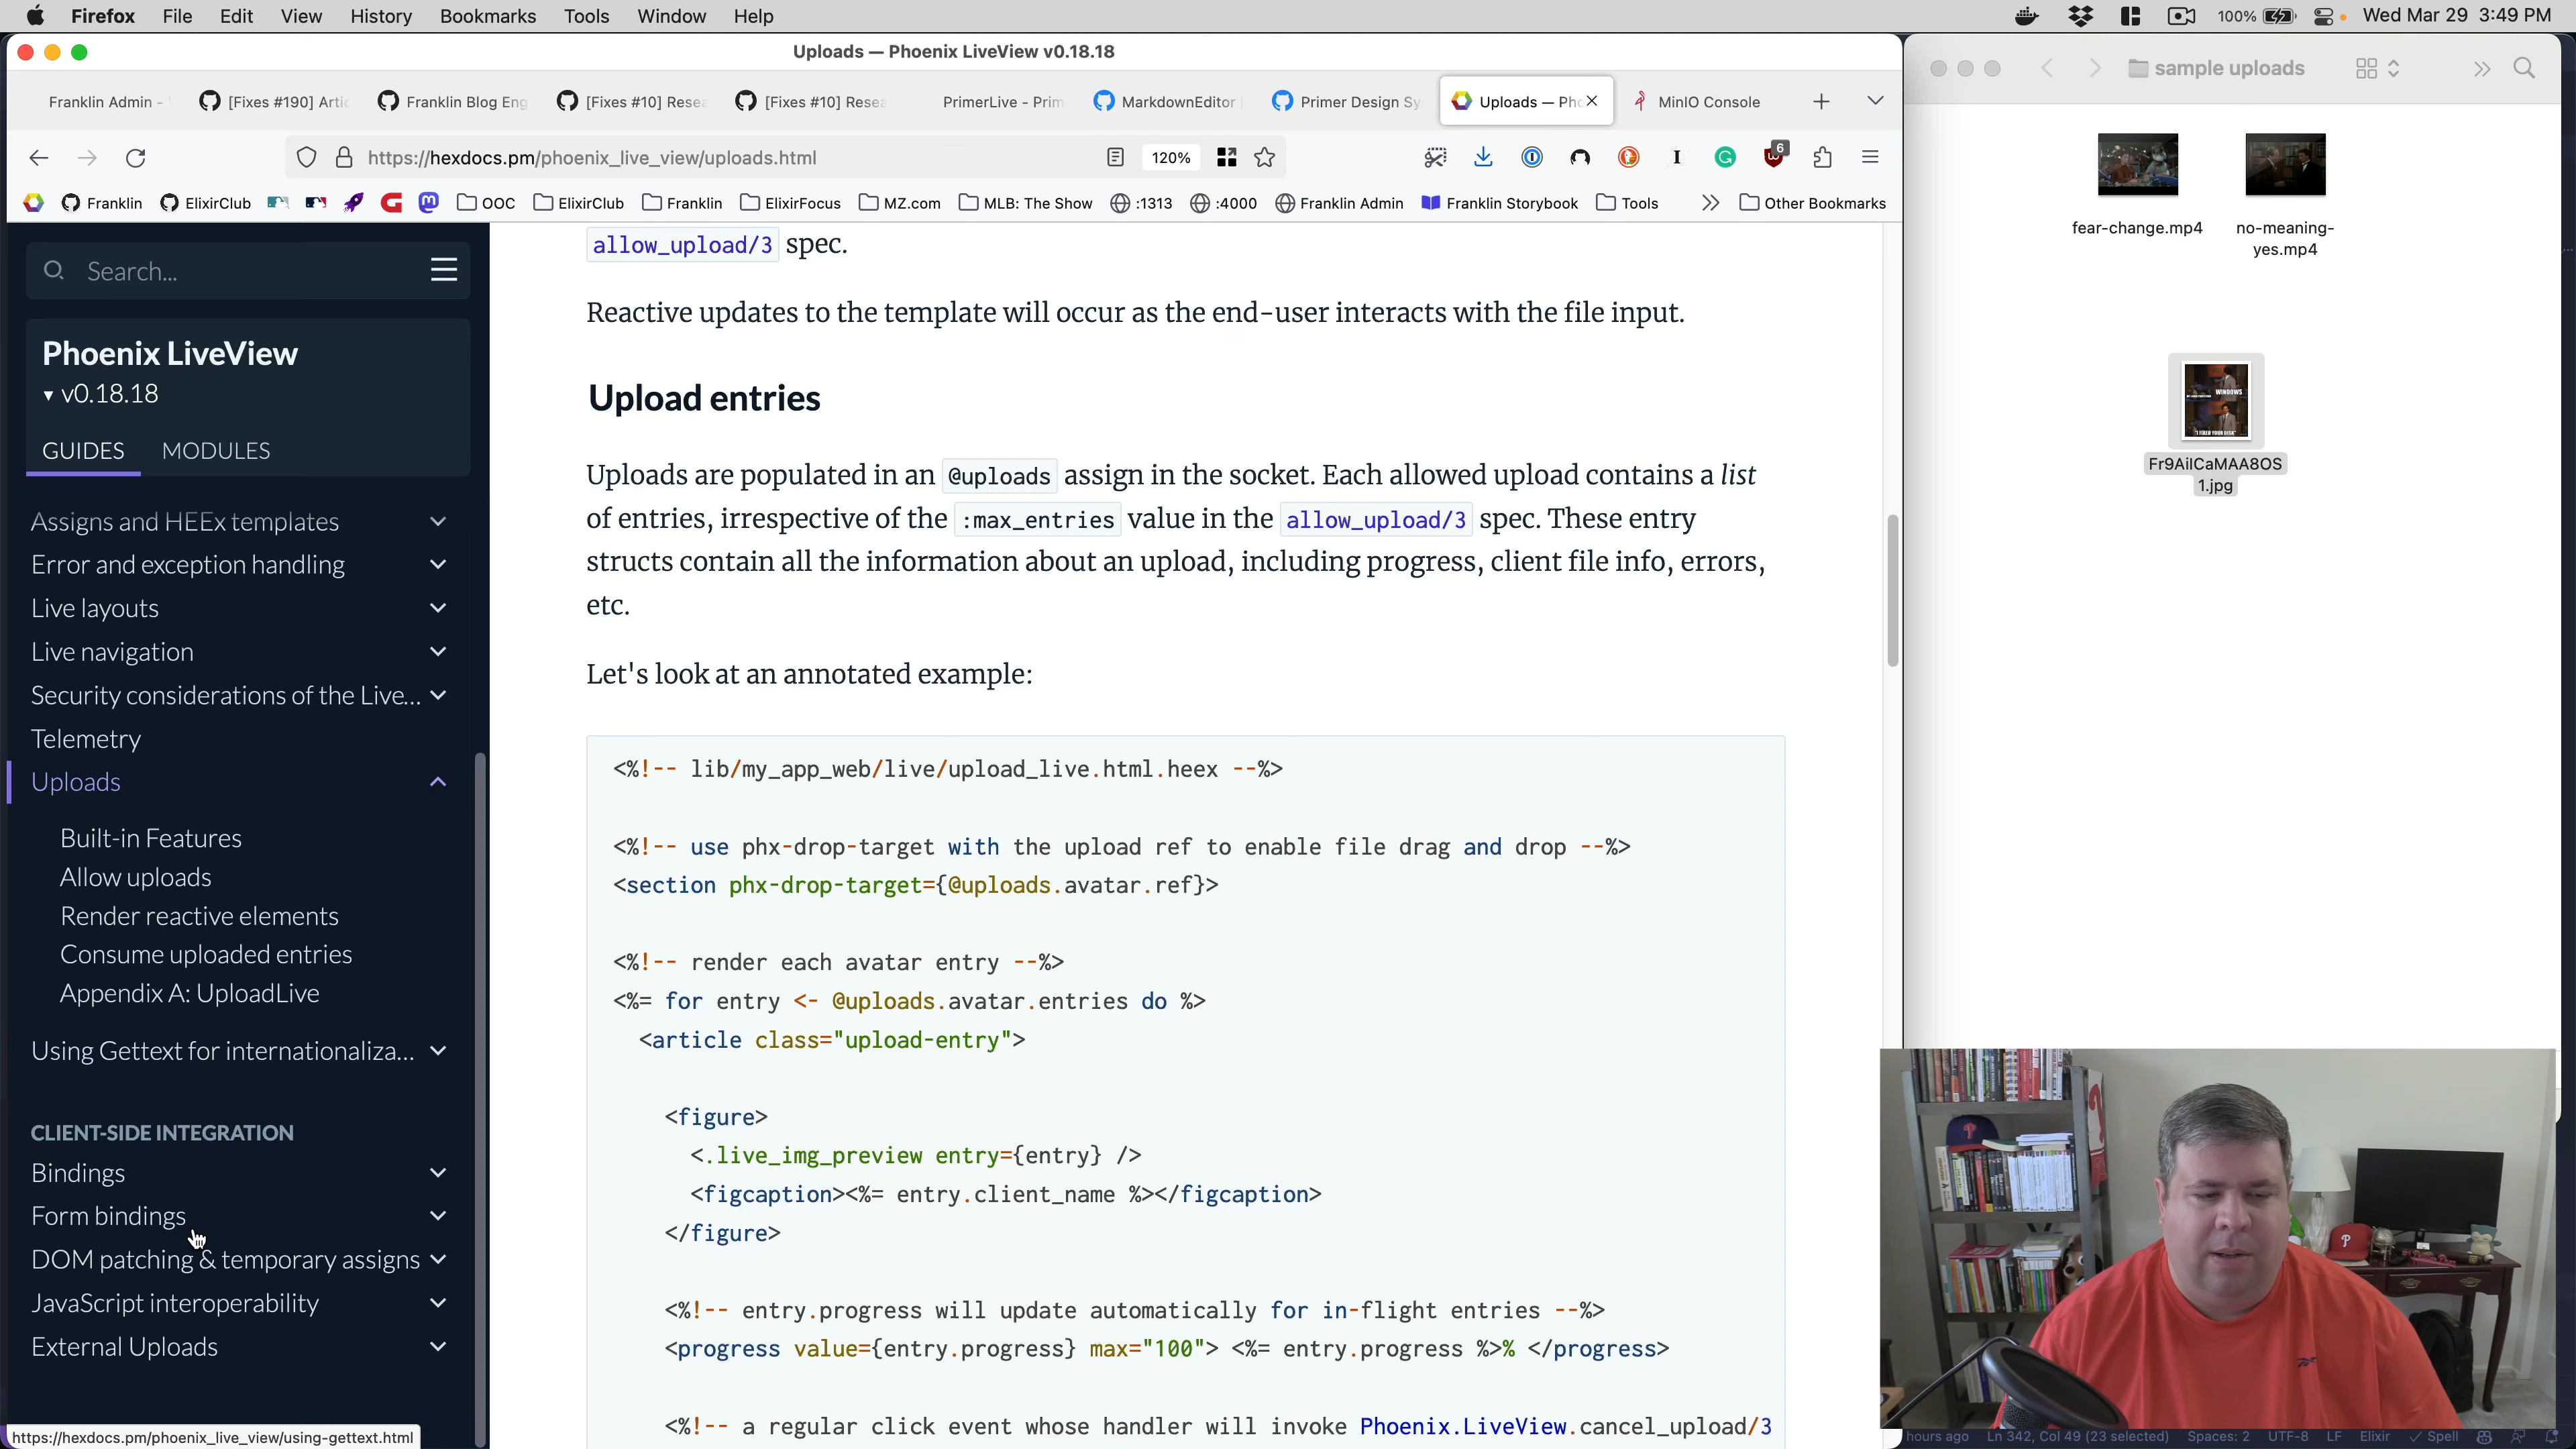 Firefox File Edit View History Bookmarks Tools Window Help 100% Wed Mar 29 3:49 PM
Uploads — Phoenix LiveView v0.18.18
Franklin Admin - [Fixes #190] Artic Franklin Blog Eng [Fixes #10] Resea [Fixes #10] Resea PrimerLive - Prim MarkdownEditor Primer Design Sy Uploads — Pho MinIO Console
https://hexdocs.pm/phoenix_live_view/uploads.html 120% 6
Franklin ElixirClub OOC ElixirClub Franklin ElixirFocus MZ.com MLB: The Show :1313 :4000 Franklin Admin Franklin Storybook Tools Other Bookmarks
Search...
Phoenix LiveView
v0.18.18
GUIDES MODULES
Assigns and HEEx templates
Error and exception handling
Live layouts
Live navigation
Security considerations of the Live...
Telemetry
Uploads
Built-in Features
Allow uploads
Render reactive elements
Consume uploaded entries
Appendix A: UploadLive
Using Gettext for internationaliza...
CLIENT-SIDE INTEGRATION
Bindings
Form bindings
DOM patching & temporary assigns
JavaScript interoperability
External Uploads
https://hexdocs.pm/phoenix_live_view/using-gettext.html
allow_upload/3 spec.
Reactive updates to the template will occur as the end-user interacts with the file input.
Upload entries
Uploads are populated in an @uploads assign in the socket. Each allowed upload contains a list
of entries, irrespective of the :max_entries value in the allow_upload/3 spec. These entry
structs contain all the information about an upload, including progress, client file info, errors,
etc.
Let's look at an annotated example:
<%!-- lib/my_app_web/live/upload_live.html.heex --%>
<%!-- use phx-drop-target with the upload ref to enable file drag and drop --%>
<section phx-drop-target={@uploads.avatar.ref}>
<%!-- render each avatar entry --%>
<%= for entry <- @uploads.avatar.entries do %>
<article class="upload-entry">
<figure>
<.live_img_preview entry={entry} />
<figcaption><%= entry.client_name %></figcaption>
</figure>
<%!-- entry.progress will update automatically for in-flight entries --%>
<progress value={entry.progress} max="100"> <%= entry.progress %>% </progress>
<%!-- a regular click event whose handler will invoke Phoenix.LiveView.cancel_upload/3
sample uploads
fear-change.mp4
no-meaning-
yes.mp4
WINDOWS
"I FIXED YOUR DISK"
Fr9AilCaMAA8OS
1.jpg
P
hours ago Ln 342, Col 49 (23 selected) Spaces: 2 UTF-8 LF Elixir Spell